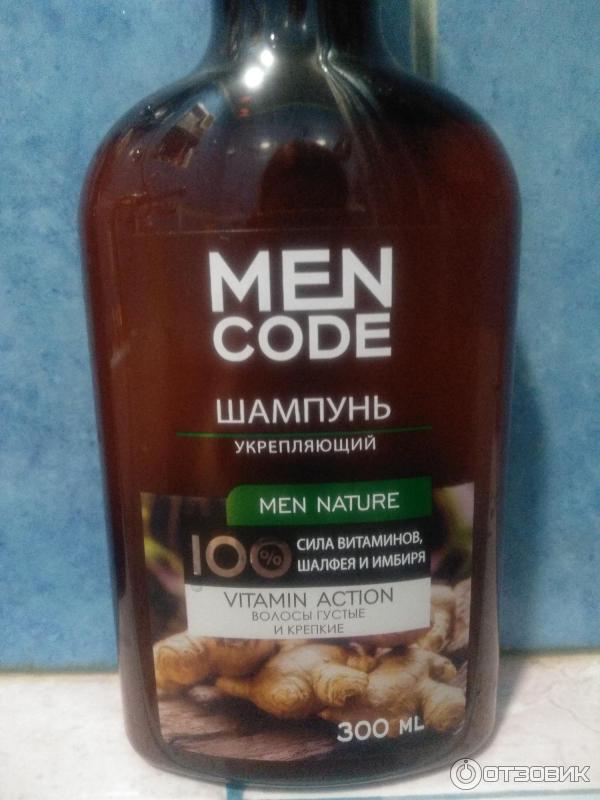 MEN
CODE
ШАМПУНЬ
УКРЕПЛЯЮЩИЙ
MEN NATURE
100%
СИЛА ВИТАМИНОВ,
ШАЛФЕЯ И ИМБИРЯ
VITAMIN ACTION
ВОЛОСЫ ГУСТЫЕ
И КРЕПКИЕ
300 ML
ОТЗОВИК